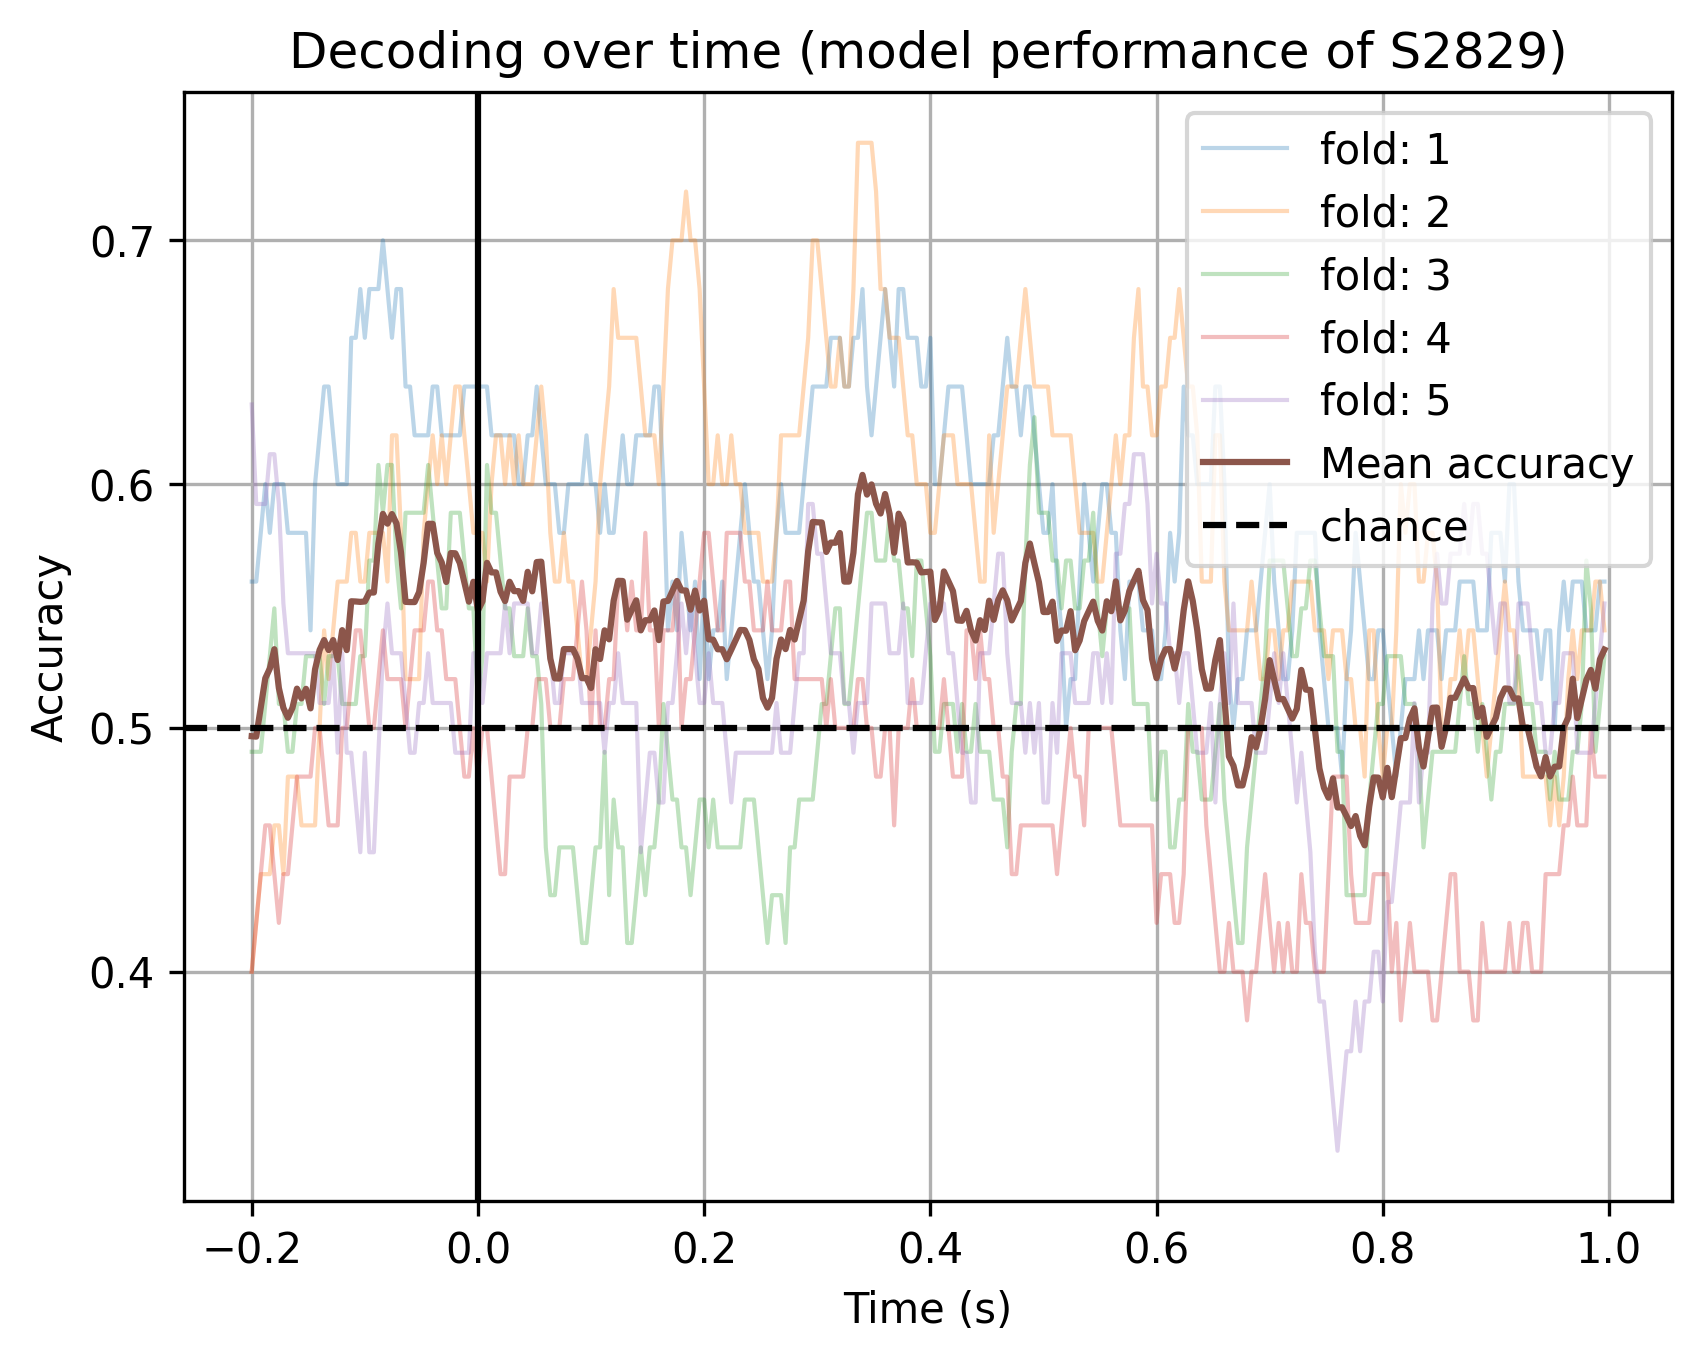 Decoding over time (model performance of S2829)
fold: 1
fold: 2
fold: 3
fold: 4
fold: 5
Mean accuracy
chance
Accuracy
0.7
0.6
0.5
0.4
−0.2 0.0 0.2 0.4 0.6 0.8 1.0
Time (s)